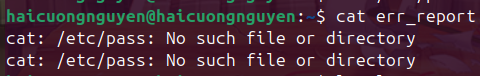 haicuongnguyen@haicuongnguyen:~$ cat err_report
cat: /etc/pass: No such file or directory
cat: /etc/pass: No such file or directory